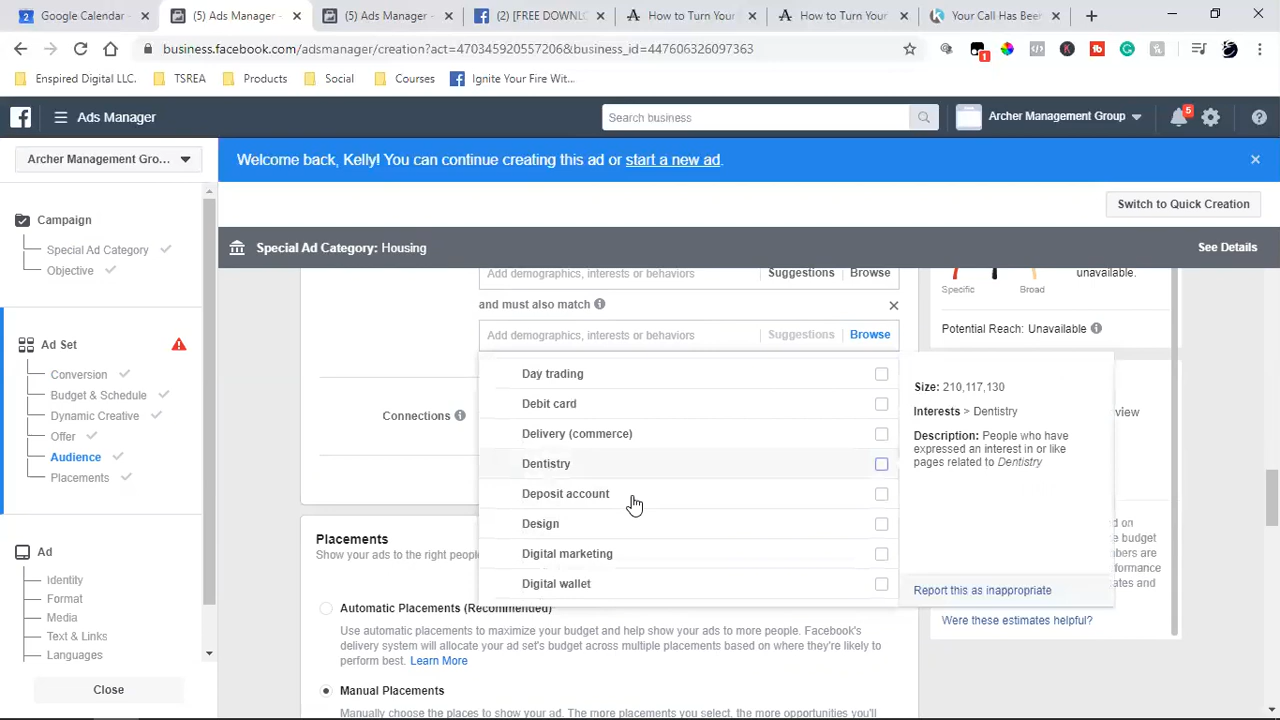 Google Calendar -
(5) Ads Manager -
(5) Ads Manager -
(2) [FREE DOWNL
How to Turn Your
How to Turn Your
Your Call Has Been
business.facebook.com/adsmanager/creation?act=470345920557206&business_id=447606326097363
1
Enspired Digital LLC.
TSREA
Products
Social
Courses
Ignite Your Fire Wit...
Ads Manager
Search business
Archer Management Group
5
Archer Management Gro...
Welcome back, Kelly! You can continue creating this ad or start a new ad.
Switch to Quick Creation
Campaign
Special Ad Category
Objective
Special Ad Category: Housing
See Details
Add demographics, interests or behaviors
Suggestions
Browse
unavailable.
Specific
Broad
and must also match
Add demographics, interests or behaviors
Suggestions
Browse
Potential Reach: Unavailable
Ad Set
Conversion
Budget & Schedule
Dynamic Creative
Offer
Audience
Placements
Connections
Day trading
Debit card
Delivery (commerce)
Dentistry
Deposit account
Design
Digital marketing
Digital wallet
Size: 210,117,130
Interests > Dentistry
Description: People who have
expressed an interest in or like
pages related to Dentistry
Report this as inappropriate
Were these estimates helpful?
Ad
Identity
Format
Media
Text & Links
Languages
Close
Placements
Show your ads to the right people
Automatic Placements (Recommended)
Use automatic placements to maximize your budget and help show your ads to more people. Facebook's
delivery system will allocate your ad set's budget across multiple placements based on where they're likely to
perform best. Learn More
Manual Placements
Manually choose the places to show your ad. The more placements you select, the more opportunities you'll